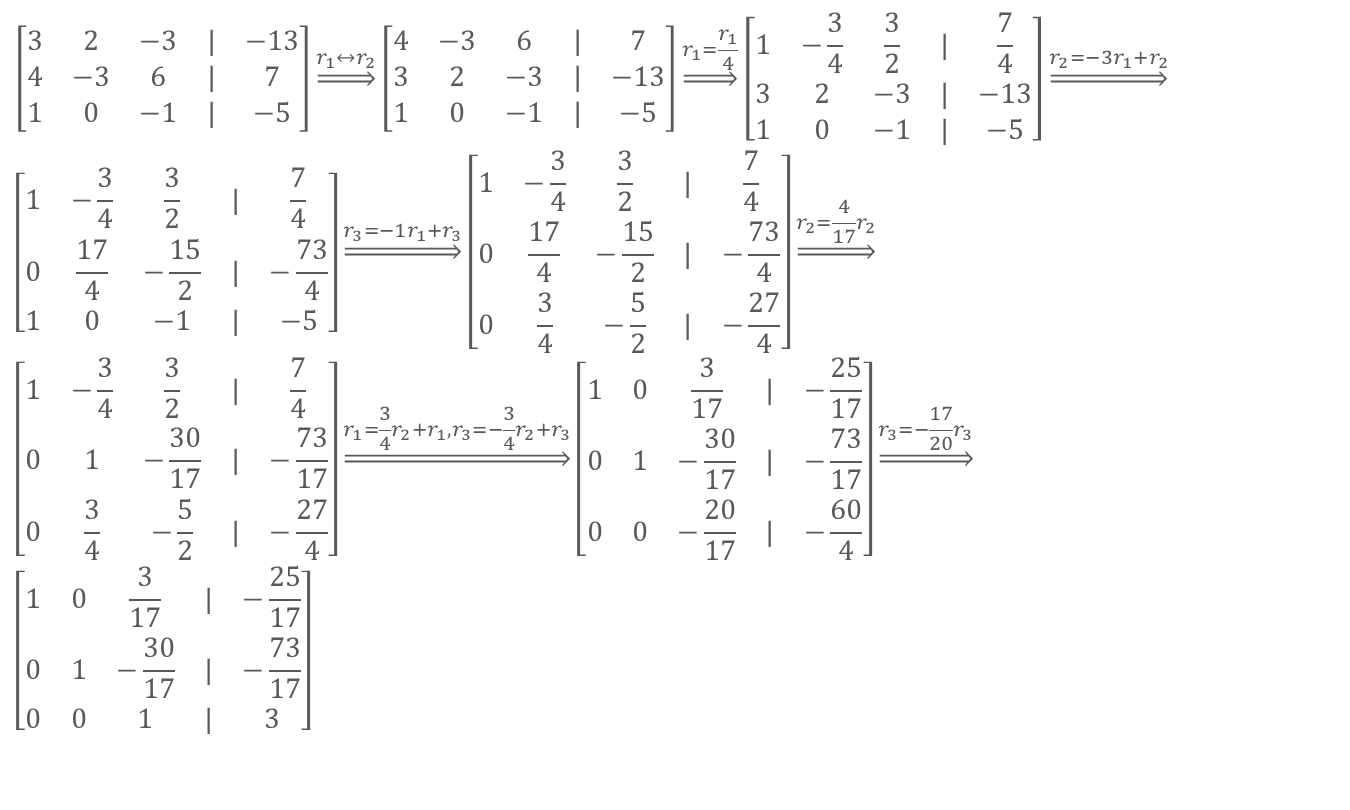 [3 2 −3 | −13; 4 −3 6 | 7; 1 0 −1 | −5] r₁↔r₂ ⟹ [4 −3 6 | 7; 3 2 −3 | −13; 1 0 −1 | −5] r₁=r₁/4 ⟹ [1 −3/4 3/2 | 7/4; 3 2 −3 | −13; 1 0 −1 | −5] r₂=−3r₁+r₂ ⟹
[1 −3/4 3/2 | 7/4; 0 17/4 −15/2 | −73/4; 1 0 −1 | −5] r₃=−1r₁+r₃ ⟹ [1 −3/4 3/2 | 7/4; 0 17/4 −15/2 | −73/4; 0 3/4 −5/2 | −27/4] r₂=4/17r₂ ⟹
[1 −3/4 3/2 | 7/4; 0 1 −30/17 | −73/17; 0 3/4 −5/2 | −27/4] r₁=3/4r₂+r₁,r₃=−3/4r₂+r₃ ⟹ [1 0 3/17 | −25/17; 0 1 −30/17 | −73/17; 0 0 −20/17 | −60/4] r₃=−17/20r₃ ⟹
[1 0 3/17 | −25/17; 0 1 −30/17 | −73/17; 0 0 1 | 3]